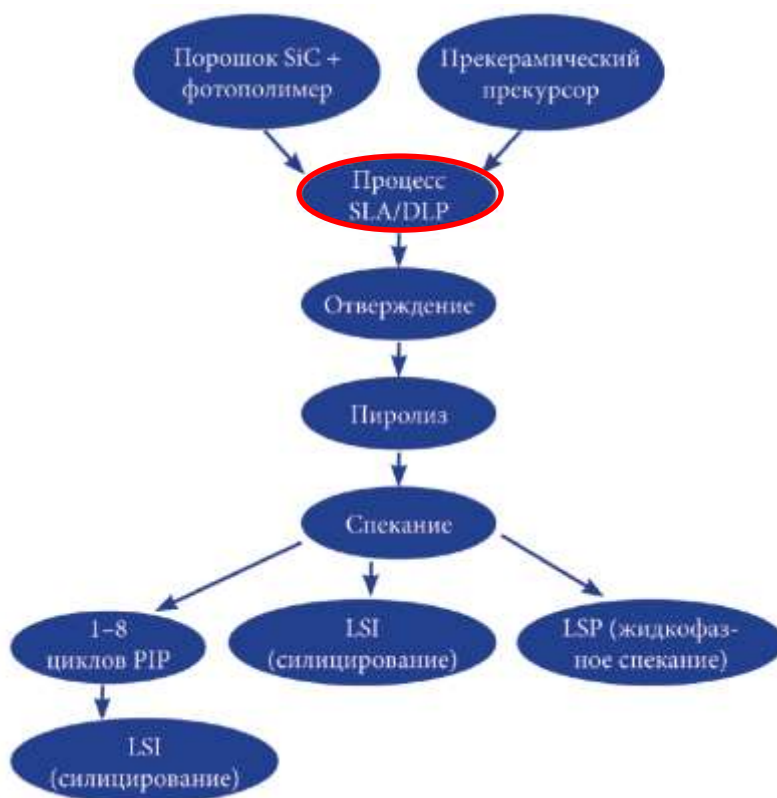 Порошок SiC +
фотополимер
Прекерамический
прекурсор
Процесс
SLA/DLP
Отверждение
Пиролиз
Спекание
1–8
циклов PIP
LSI
(силицирование)
LSP (жидкофаз-
ное спекание)
LSI
(силицирование)